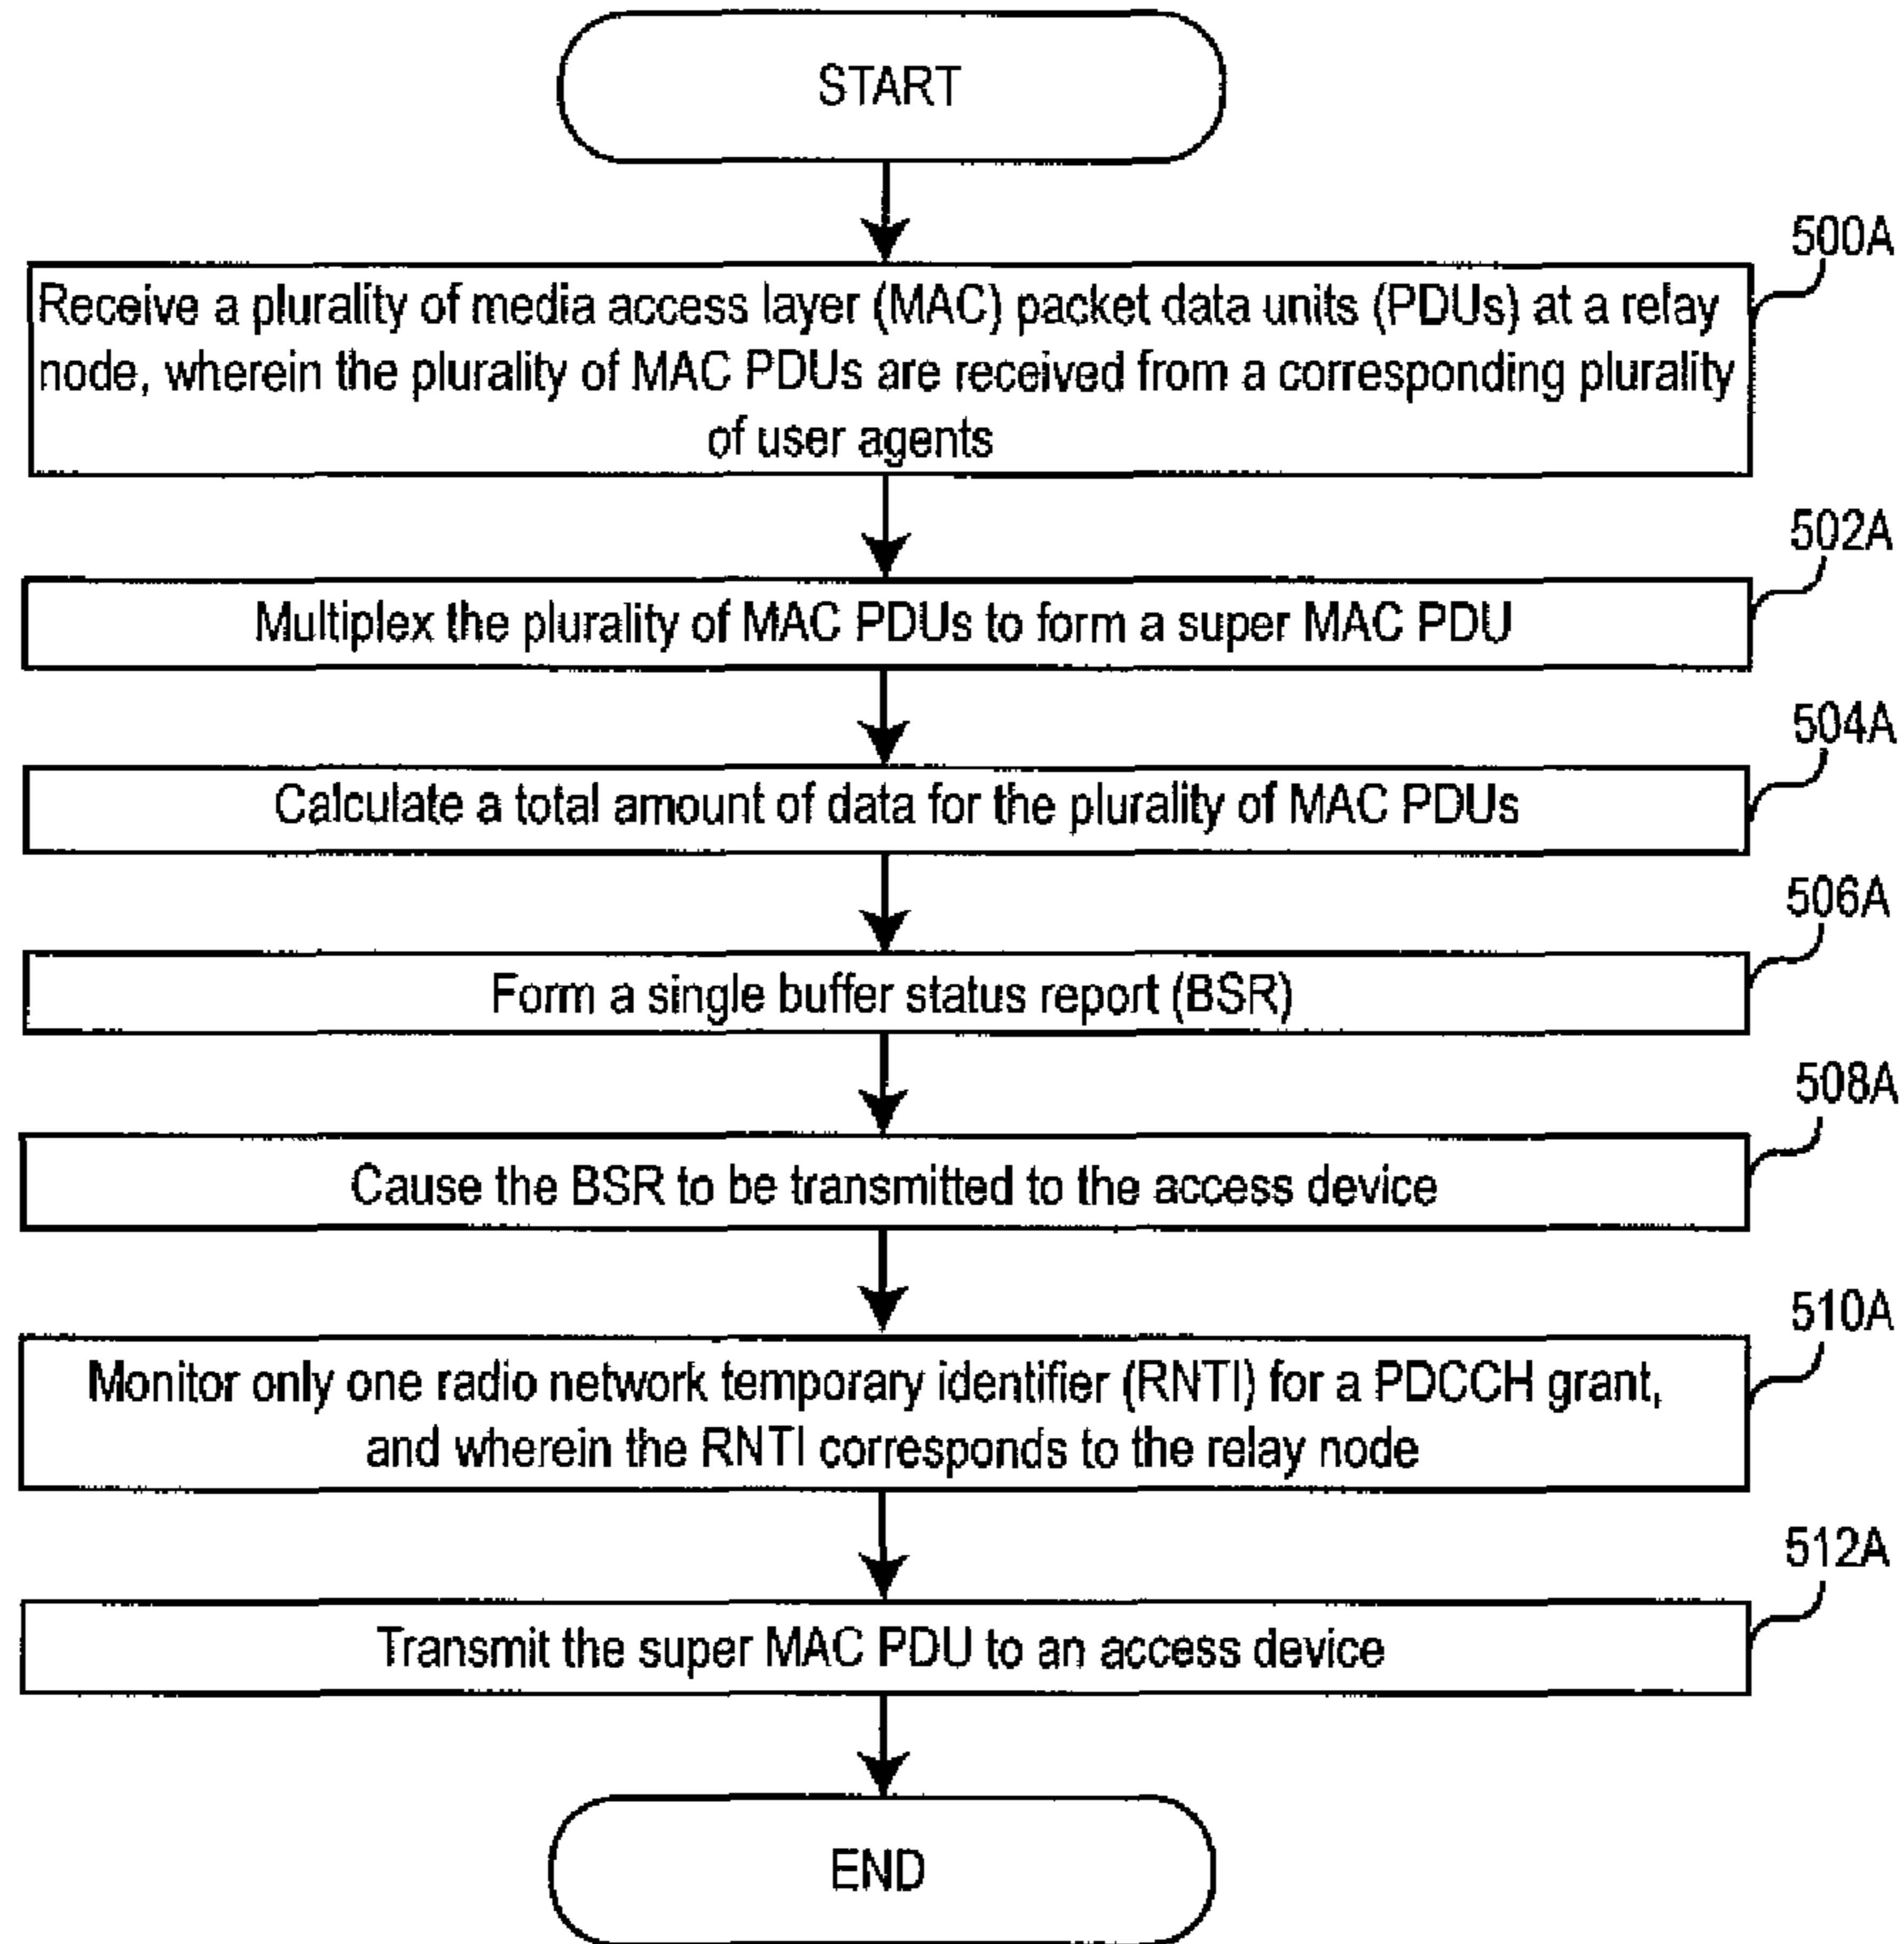 START
500A
Receive a plurality of media access layer (MAC) packet data units (PDUs) at a relay
node, wherein the plurality of MAC PDUs are received from a corresponding plurality
of user agents
502A
Multiplex the plurality of MAC PDUs to form a super MAC PDU
504A
Calculate a total amount of data for the plurality of MAC PDUs
506A
Form a single buffer status report (BSR)
508A
Cause the BSR to be transmitted to the access device
510A
Monitor only one radio network temporary identifier (RNTI) for a PDCCH grant,
and wherein the RNTI corresponds to the relay node
512A
Transmit the super MAC PDU to an access device
END